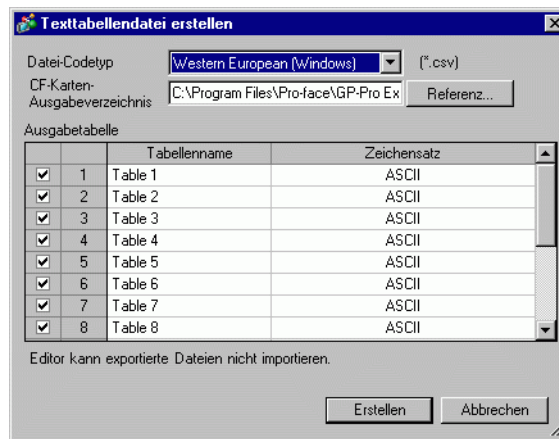 Texttabellendatei erstellen
Datei-Codetyp Western European (Windows) (*.csv)
CF-Karten-
Ausgabeverzeichnis C:\Program Files\Pro-face\GP-Pro Ex Referenz...
Ausgabetabelle
Tabellenname Zeichensatz
1 Table 1 ASCII
2 Table 2 ASCII
3 Table 3 ASCII
4 Table 4 ASCII
5 Table 5 ASCII
6 Table 6 ASCII
7 Table 7 ASCII
8 Table 8 ASCII
Editor kann exportierte Dateien nicht importieren.
Erstellen Abbrechen